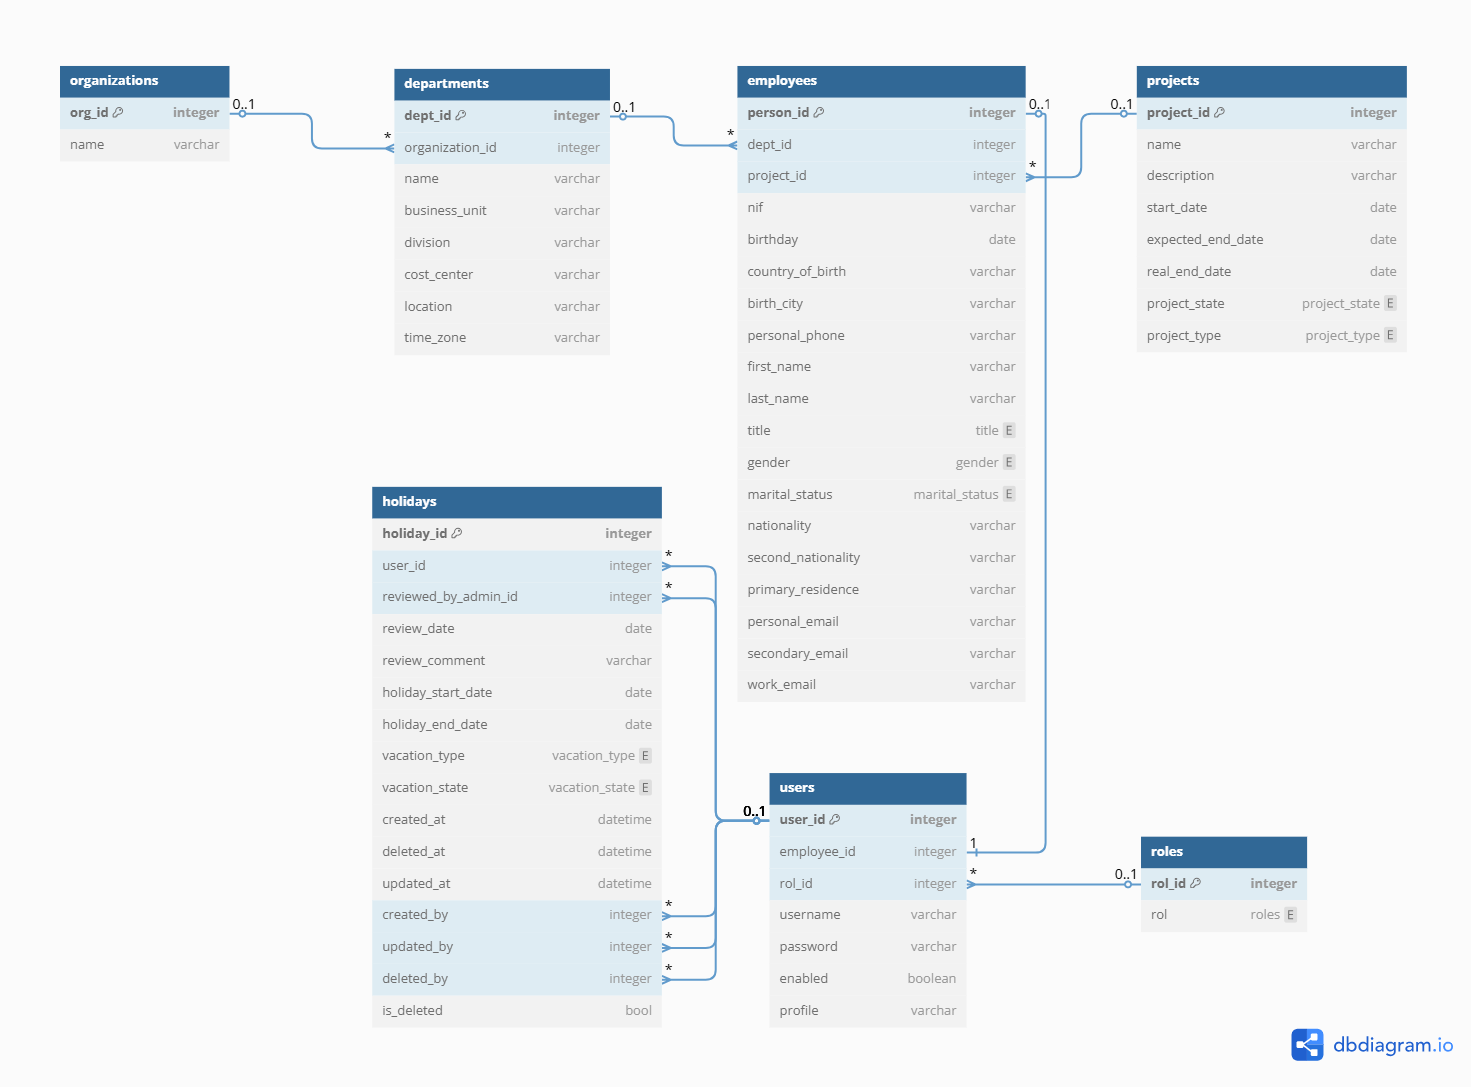 organizations
org_id integer
name varchar
0..1
*
departments
dept_id integer
organization_id integer
name varchar
business_unit varchar
division varchar
cost_center varchar
location varchar
time_zone varchar
0..1
*
employees
person_id integer
dept_id integer
project_id integer
nif varchar
birthday date
country_of_birth varchar
birth_city varchar
personal_phone varchar
first_name varchar
last_name varchar
title title E
gender gender E
marital_status marital_status E
nationality varchar
second_nationality varchar
primary_residence varchar
personal_email varchar
secondary_email varchar
work_email varchar
0..1
*
0..1
projects
project_id integer
name varchar
description varchar
start_date date
expected_end_date date
real_end_date date
project_state project_state E
project_type project_type E
holidays
holiday_id integer
user_id integer
reviewed_by_admin_id integer
review_date date
review_comment varchar
holiday_start_date date
holiday_end_date date
vacation_type vacation_type E
vacation_state vacation_state E
created_at datetime
deleted_at datetime
updated_at datetime
created_by integer
updated_by integer
deleted_by integer
is_deleted bool
*
*
*
*
*
0..1
users
user_id integer
employee_id integer
rol_id integer
username varchar
password varchar
enabled boolean
profile varchar
1
*
0..1
roles
rol_id integer
rol roles E
dbdiagram.io